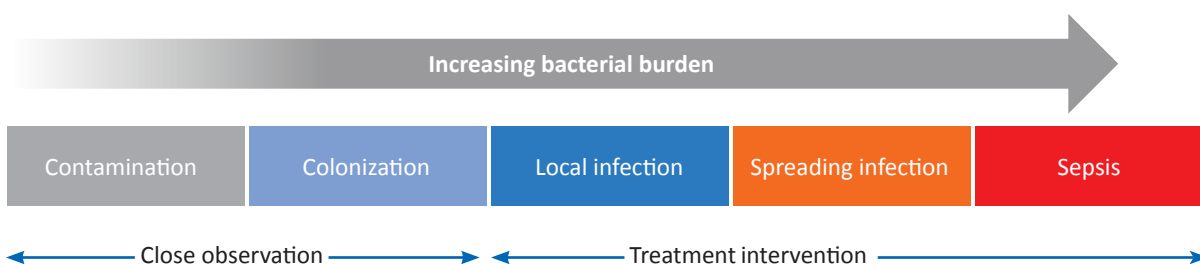 Increasing bacterial burden
Contamination Colonization Local infection Spreading infection Sepsis
Close observation Treatment intervention